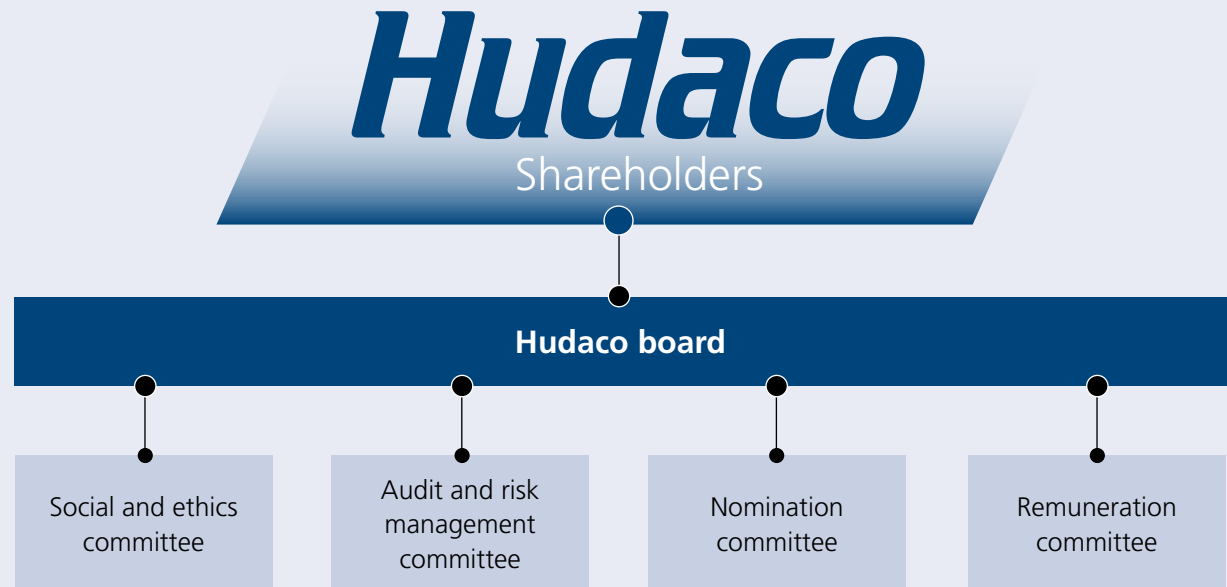 Hudaco
Shareholders
Hudaco board
Social and ethics
committee
Audit and risk
management
committee
Nomination
committee
Remuneration
committee